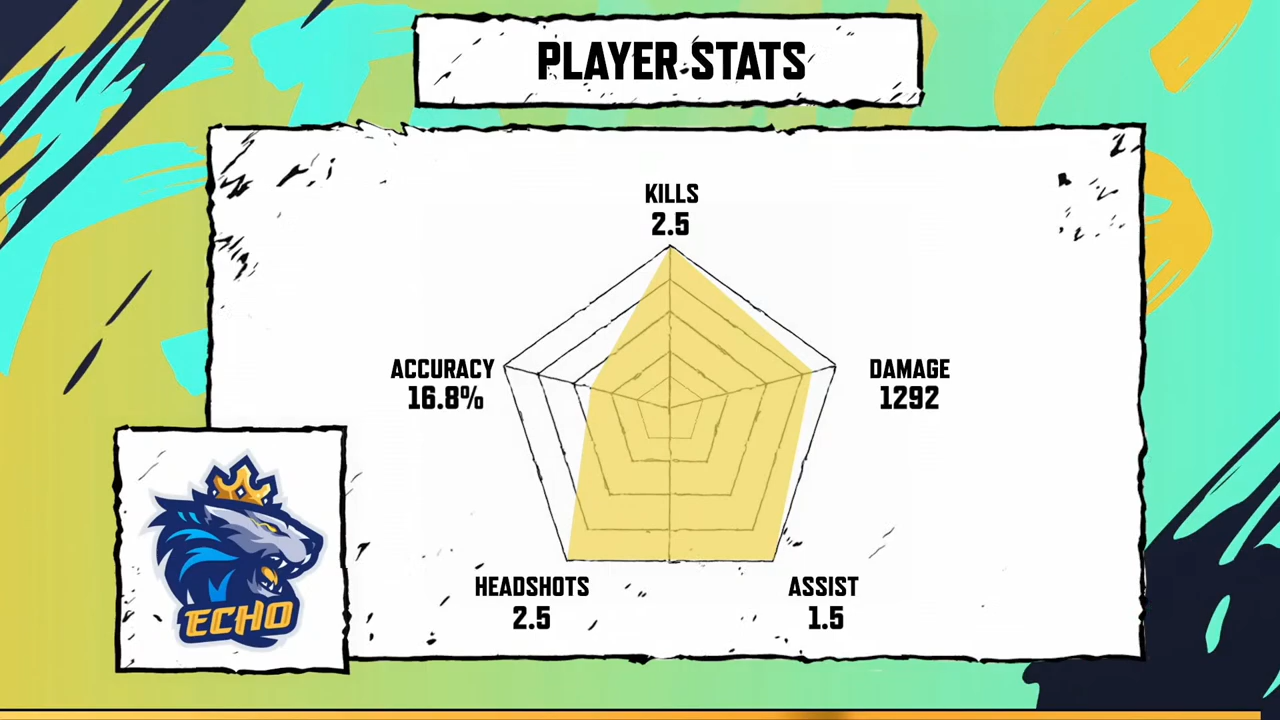 PLAYER STATS
KILLS
2.5
ACCURACY
16.8%
DAMAGE
1292
HEADSHOTS
2.5
ASSIST
1.5
ECHO